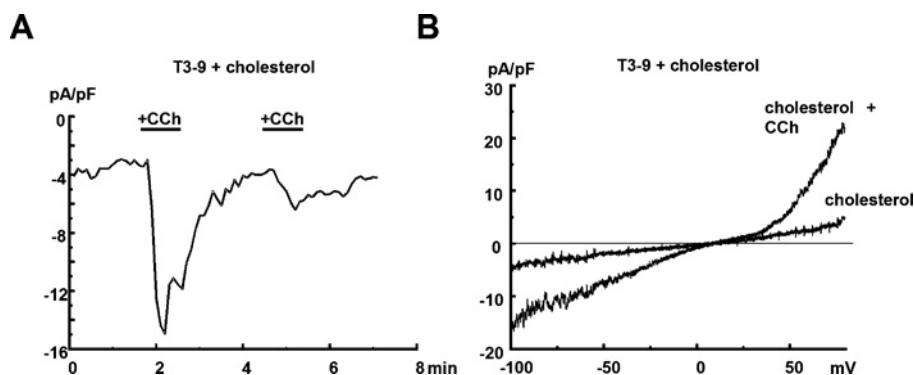 A
T3-9 + cholesterol
pA/pF
0
-4
-8
-12
-16
+CCh
+CCh
0
2
4
6
8 min
B
T3-9 + cholesterol
pA/pF
30
20
10
0
-10
-20
cholesterol +
CCh
cholesterol
-100
-50
0
50
mV